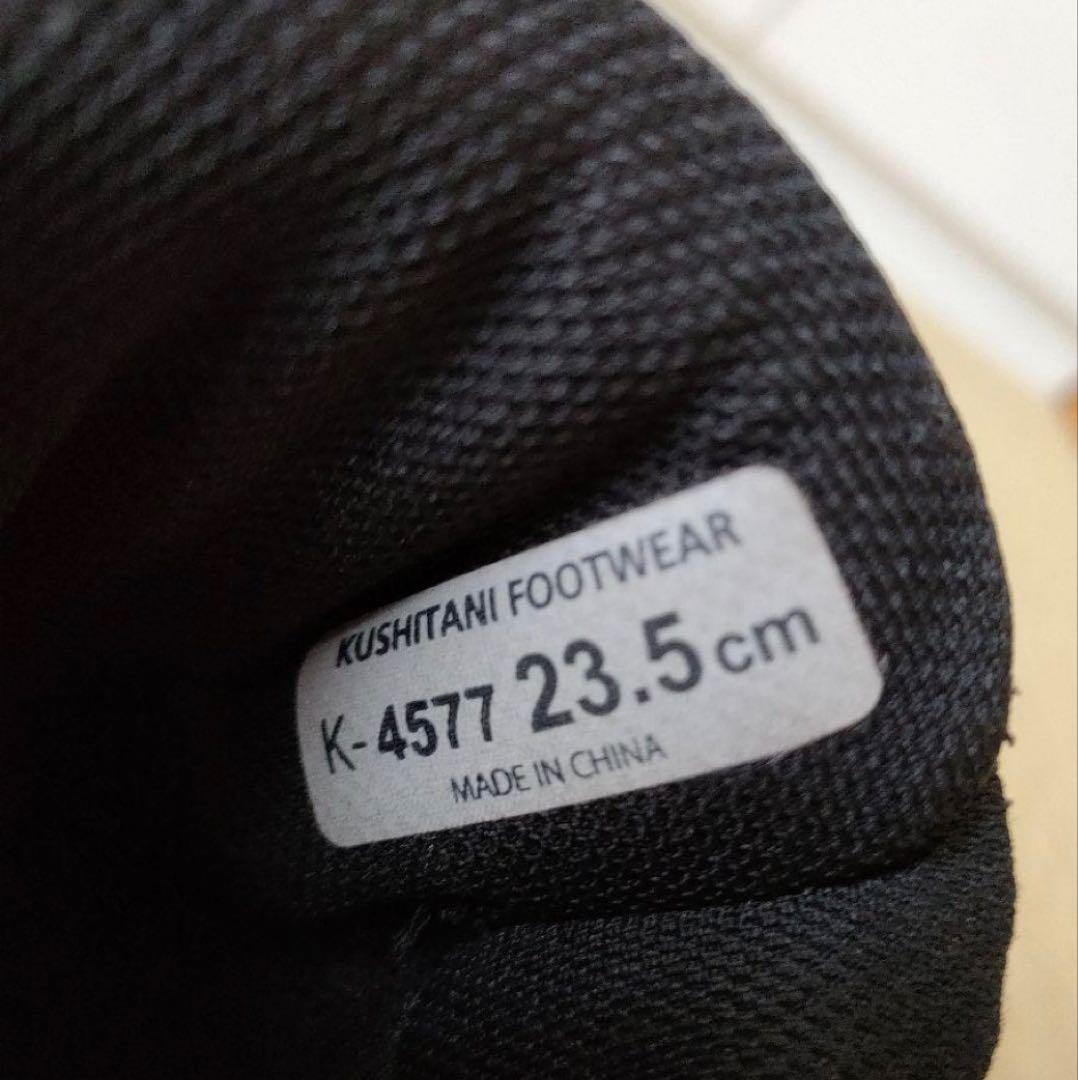 KUSHITANI FOOTWEAR
K-4577 23.5cm
MADE IN CHINA